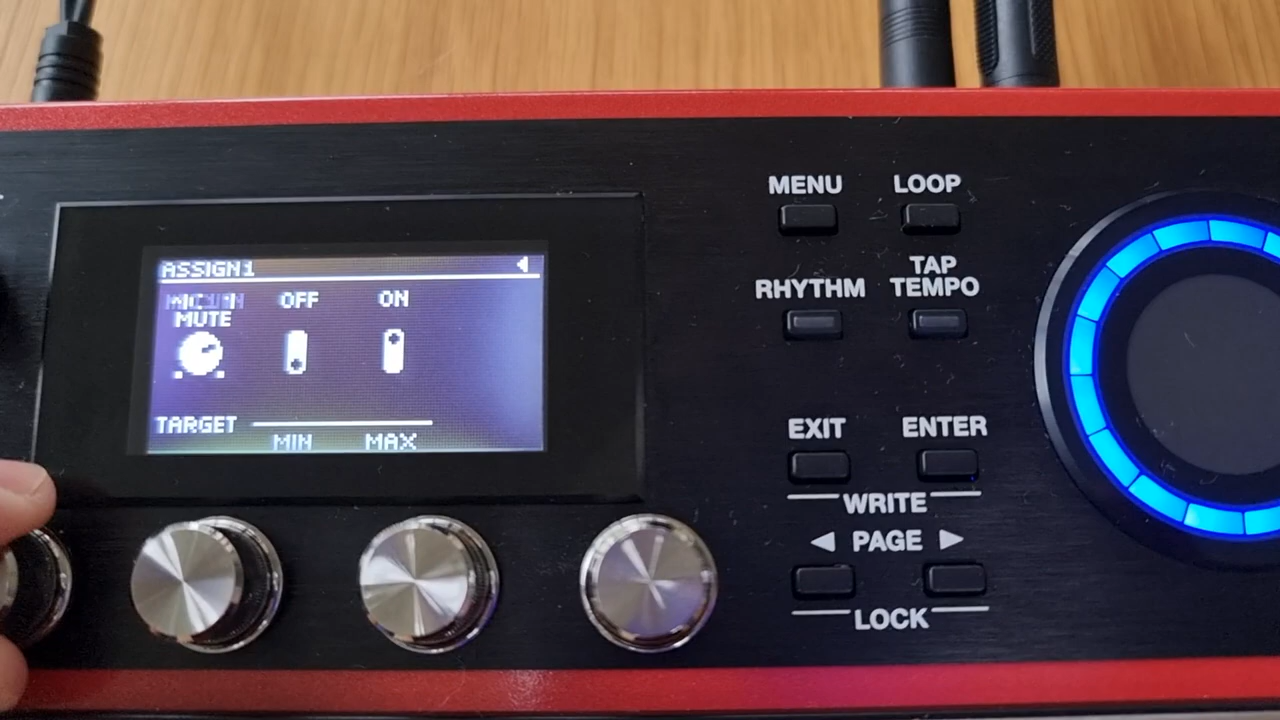 ASSIGN1
OFF ON
MUTE
TARGET
MIN MAX
MENU LOOP
RHYTHM TAP TEMPO
EXIT ENTER
WRITE
PAGE
LOCK